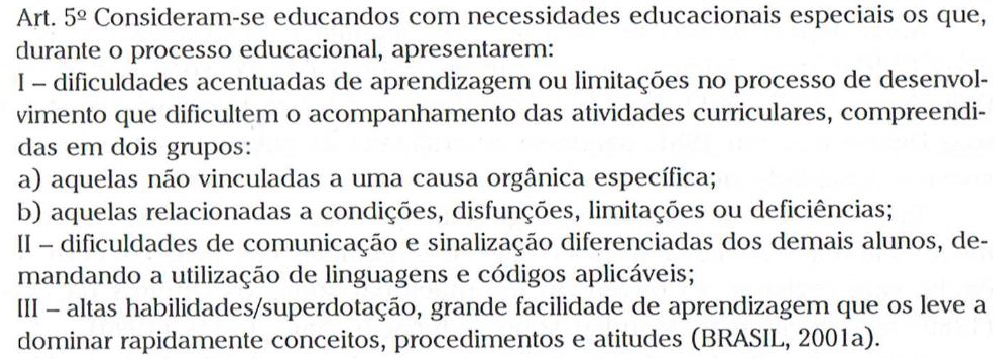 Art. 5º Consideram-se educandos com necessidades educacionais especiais os que,
durante o processo educacional, apresentarem:
I – dificuldades acentuadas de aprendizagem ou limitações no processo de desenvol-
vimento que dificultem o acompanhamento das atividades curriculares, compreendi-
das em dois grupos:
a) aquelas não vinculadas a uma causa orgânica específica;
b) aquelas relacionadas a condições, disfunções, limitações ou deficiências;
II – dificuldades de comunicação e sinalização diferenciadas dos demais alunos, de-
mandando a utilização de linguagens e códigos aplicáveis;
III – altas habilidades/superdotação, grande facilidade de aprendizagem que os leve a
dominar rapidamente conceitos, procedimentos e atitudes (BRASIL, 2001a).